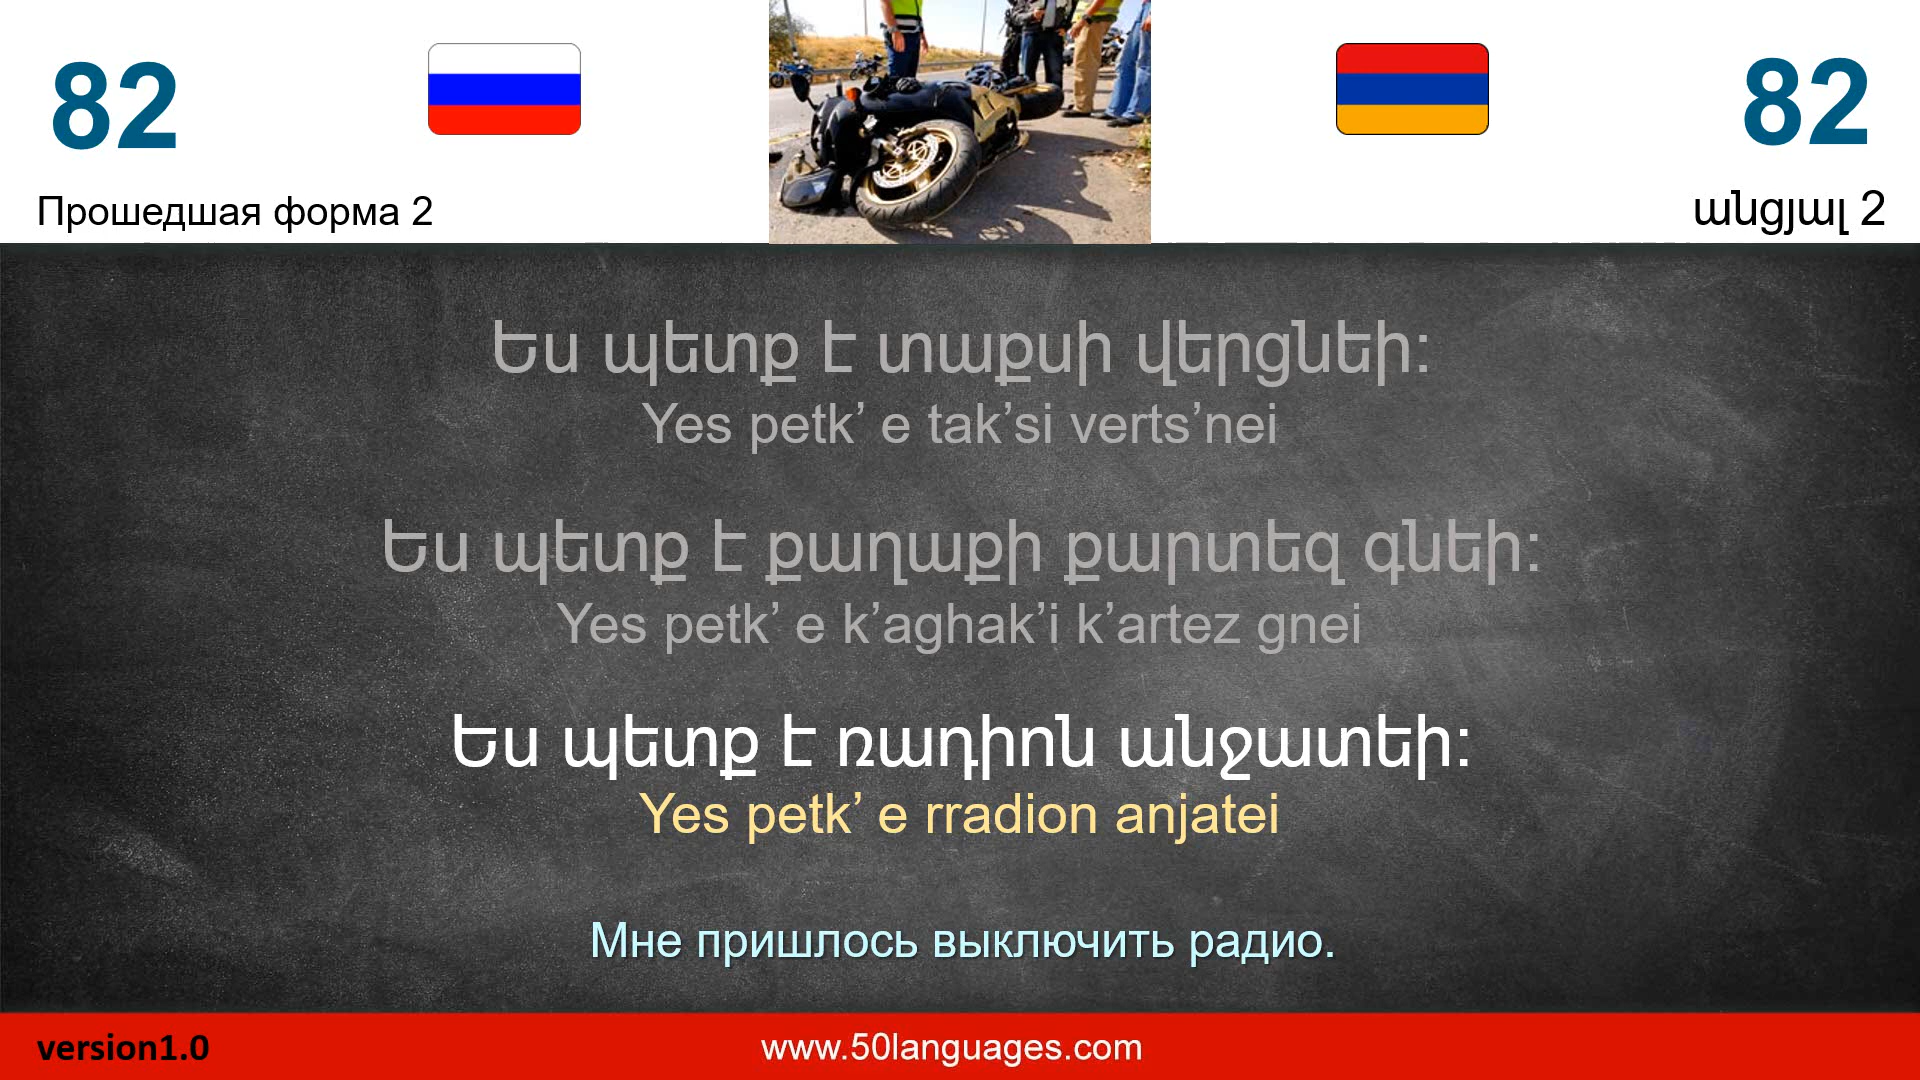 82
82
Прошедшая форма 2
անցյալ 2
Ես պետք է տաքսի վերցնեի:
Yes petk’ e tak’si verts’nei
Ես պետք է քաղաքի քարտեզ գնեի:
Yes petk’ e k’aghak’i k’artez gnei
Ես պետք է ռադիոն անջատեի:
Yes petk’ e rradion anjatei
Мне пришлось выключить радио.
version1.0
www.50languages.com